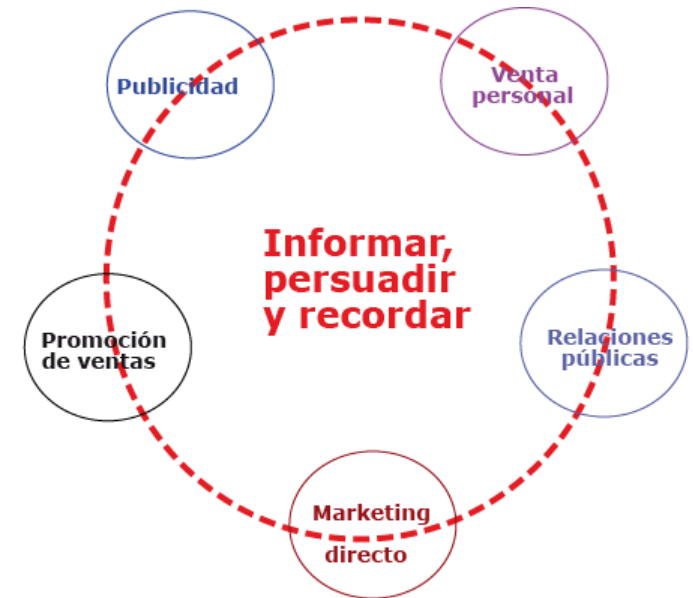 Publicidad
Venta
personal
Informar,
persuadir
y recordar
Promoción
de ventas
Relaciones
públicas
Marketing
directo